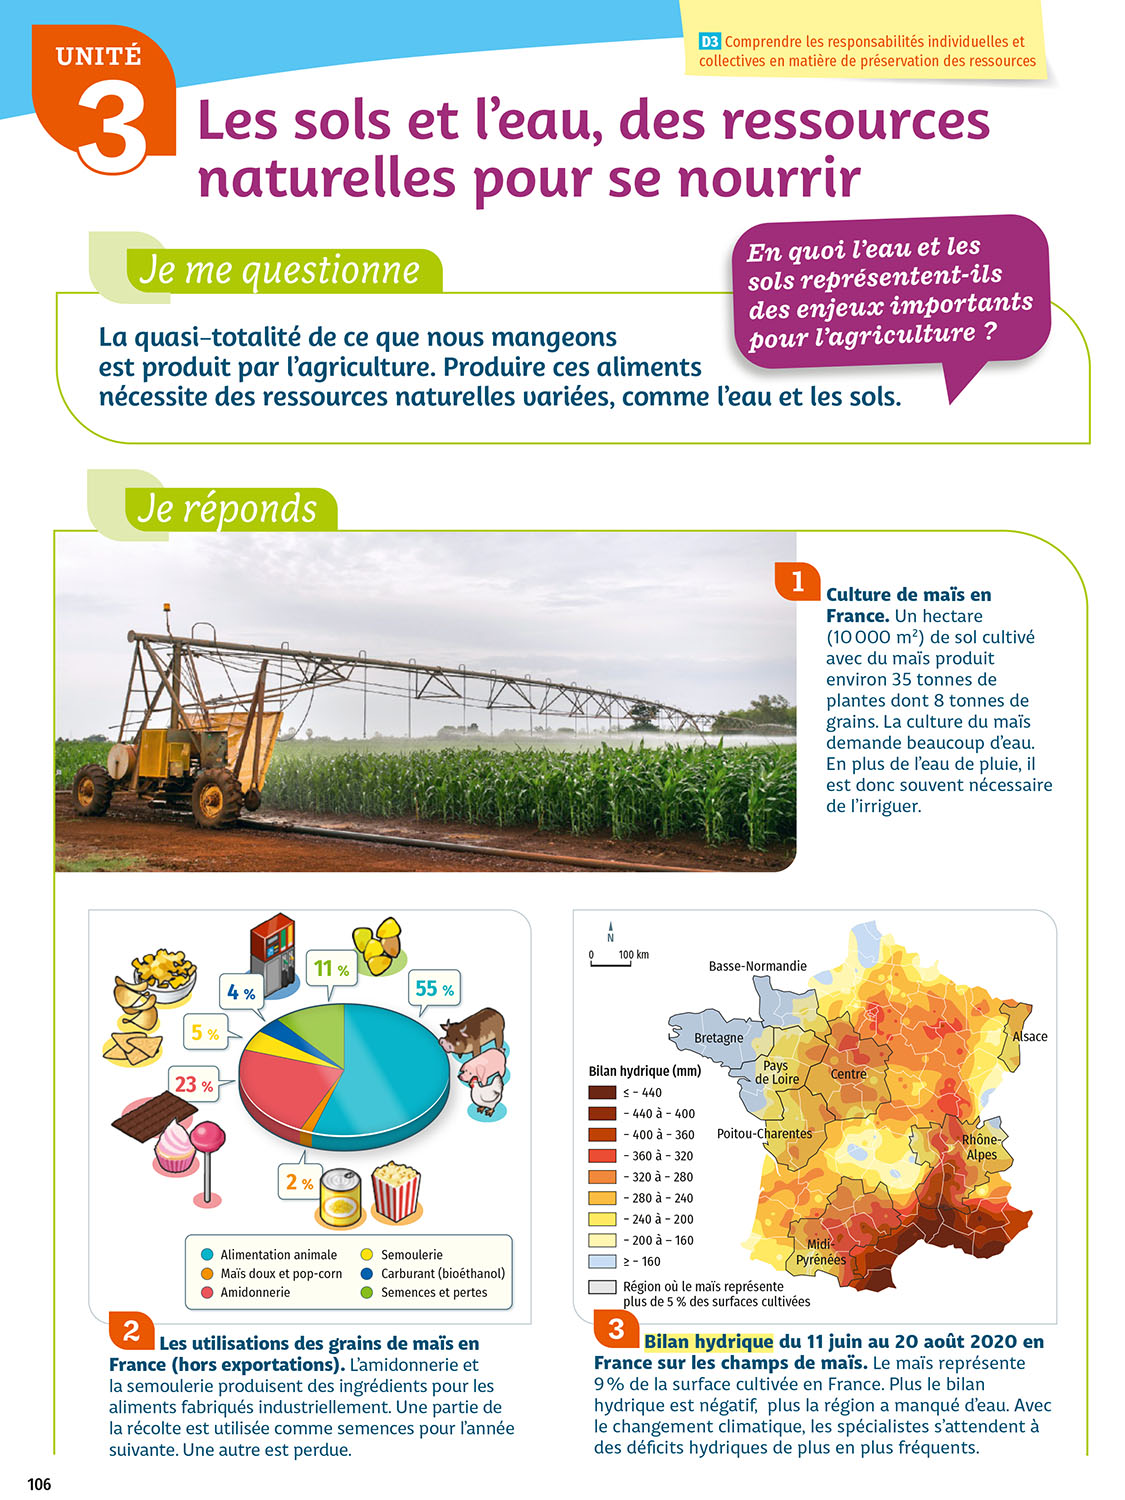 UNITÉ
3
D3 Comprendre les responsabilités individuelles et
collectives en matière de préservation des ressources
Les sols et l'eau, des ressources
naturelles pour se nourrir
Je me questionne
En quoi l'eau et les
sols représentent-ils
des enjeux importants
pour l'agriculture ?
La quasi-totalité de ce que nous mangeons
est produit par l'agriculture. Produire ces aliments
nécessite des ressources naturelles variées, comme l'eau et les sols.
Je réponds
1
Culture de maïs en
France. Un hectare
(10 000 m²) de sol cultivé
avec du maïs produit
environ 35 tonnes de
plantes dont 8 tonnes de
grains. La culture du maïs
demande beaucoup d'eau.
En plus de l'eau de pluie, il
est donc souvent nécessaire
de l'irriguer.
11 %
4 %
55 %
5 %
23 %
2 %
Alimentation animale
Maïs doux et pop-corn
Amidonnerie
Semoulerie
Carburant (bioéthanol)
Semences et pertes
2
Les utilisations des grains de maïs en
France (hors exportations). L'amidonnerie et
la semoulerie produisent des ingrédients pour les
aliments fabriqués industriellement. Une partie de
la récolte est utilisée comme semences pour l'année
suivante. Une autre est perdue.
N
0 100 km
Basse-Normandie
Bretagne
Alsace
Pays
de Loire
Centre
Poitou-Charentes
Rhône-
Alpes
Midi-
Pyrénées
Bilan hydrique (mm)
≤ - 440
- 440 à - 400
- 400 à - 360
- 360 à - 320
- 320 à - 280
- 280 à - 240
- 240 à - 200
- 200 à - 160
≥ - 160
Région où le maïs représente
plus de 5 % des surfaces cultivées
3
Bilan hydrique du 11 juin au 20 août 2020 en
France sur les champs de maïs. Le maïs représente
9 % de la surface cultivée en France. Plus le bilan
hydrique est négatif, plus la région a manqué d'eau. Avec
le changement climatique, les spécialistes s'attendent à
des déficits hydriques de plus en plus fréquents.
106